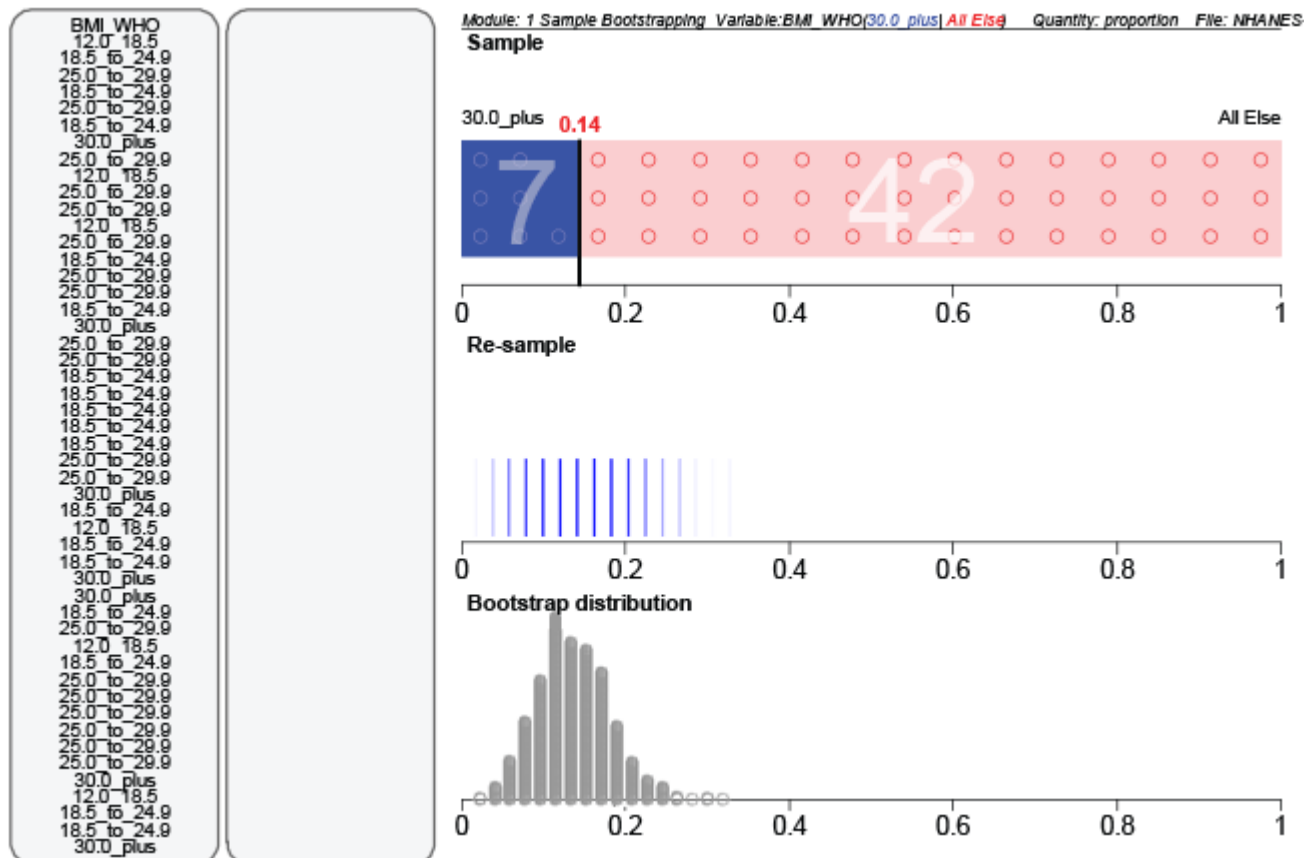 BMI_WHO
12.0_18.5
18.5_to_24.9
25.0_to_29.9
18.5_to_24.9
25.0_to_29.9
18.5_to_24.9
30.0_plus
25.0_to_29.9
12.0_18.5
25.0_to_29.9
25.0_to_29.9
12.0_18.5
25.0_to_29.9
18.5_to_24.9
25.0_to_29.9
25.0_to_29.9
18.5_to_24.9
30.0_plus
25.0_to_29.9
25.0_to_29.9
18.5_to_24.9
18.5_to_24.9
18.5_to_24.9
18.5_to_24.9
18.5_to_24.9
25.0_to_29.9
25.0_to_29.9
30.0_plus
18.5_to_24.9
12.0_18.5
18.5_to_24.9
18.5_to_24.9
30.0_plus
30.0_plus
18.5_to_24.9
25.0_to_29.9
12.0_18.5
18.5_to_24.9
25.0_to_29.9
25.0_to_29.9
25.0_to_29.9
25.0_to_29.9
25.0_to_29.9
25.0_to_29.9
30.0_plus
12.0_18.5
18.5_to_24.9
18.5_to_24.9
30.0_plus
Module: 1 Sample Bootstrapping Variable:BMI_WHO(30.0_plus| All Else) Quantity: proportion File: NHANES-
Sample
30.0_plus 0.14 All Else
7 42
0 0.2 0.4 0.6 0.8 1
Re-sample
0 0.2 0.4 0.6 0.8 1
Bootstrap distribution
0 0.2 0.4 0.6 0.8 1